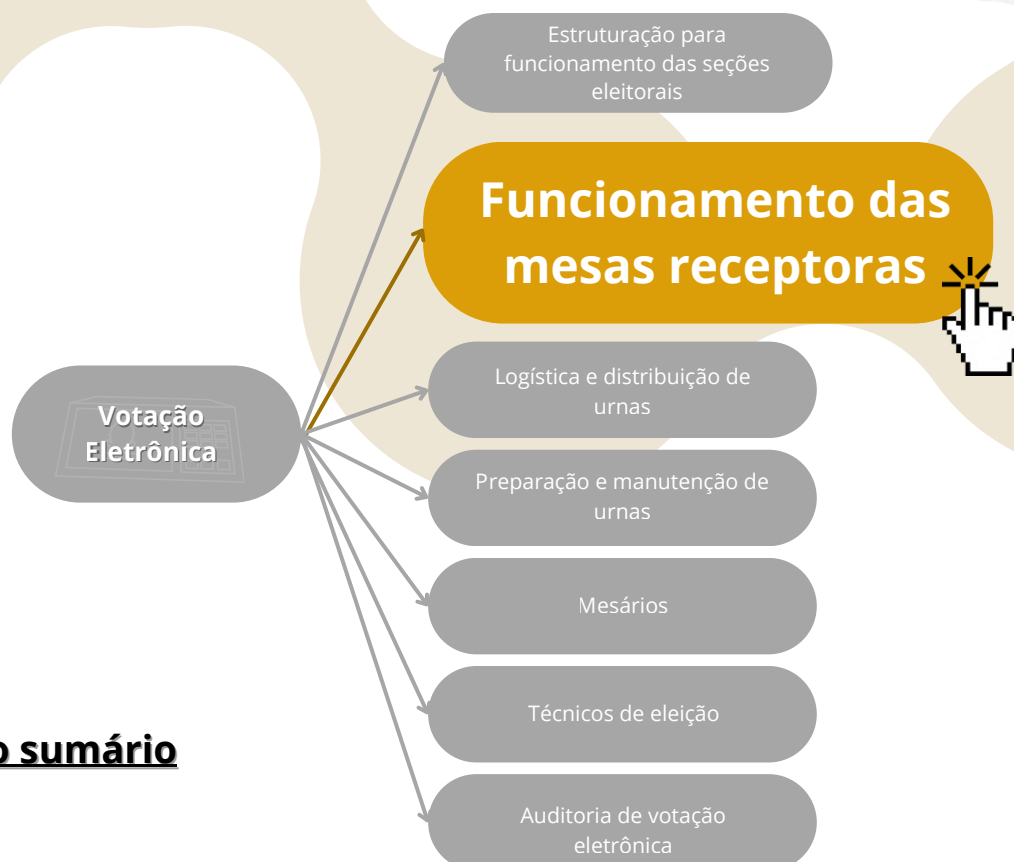 Estruturação para
funcionamento das seções
eleitorais
Funcionamento das
mesas receptoras
Logística e distribuição de
urnas
Votação
Eletrônica
Preparação e manutenção de
urnas
Mesários
Técnicos de eleição
o sumário
Auditoria de votação
eletrônica